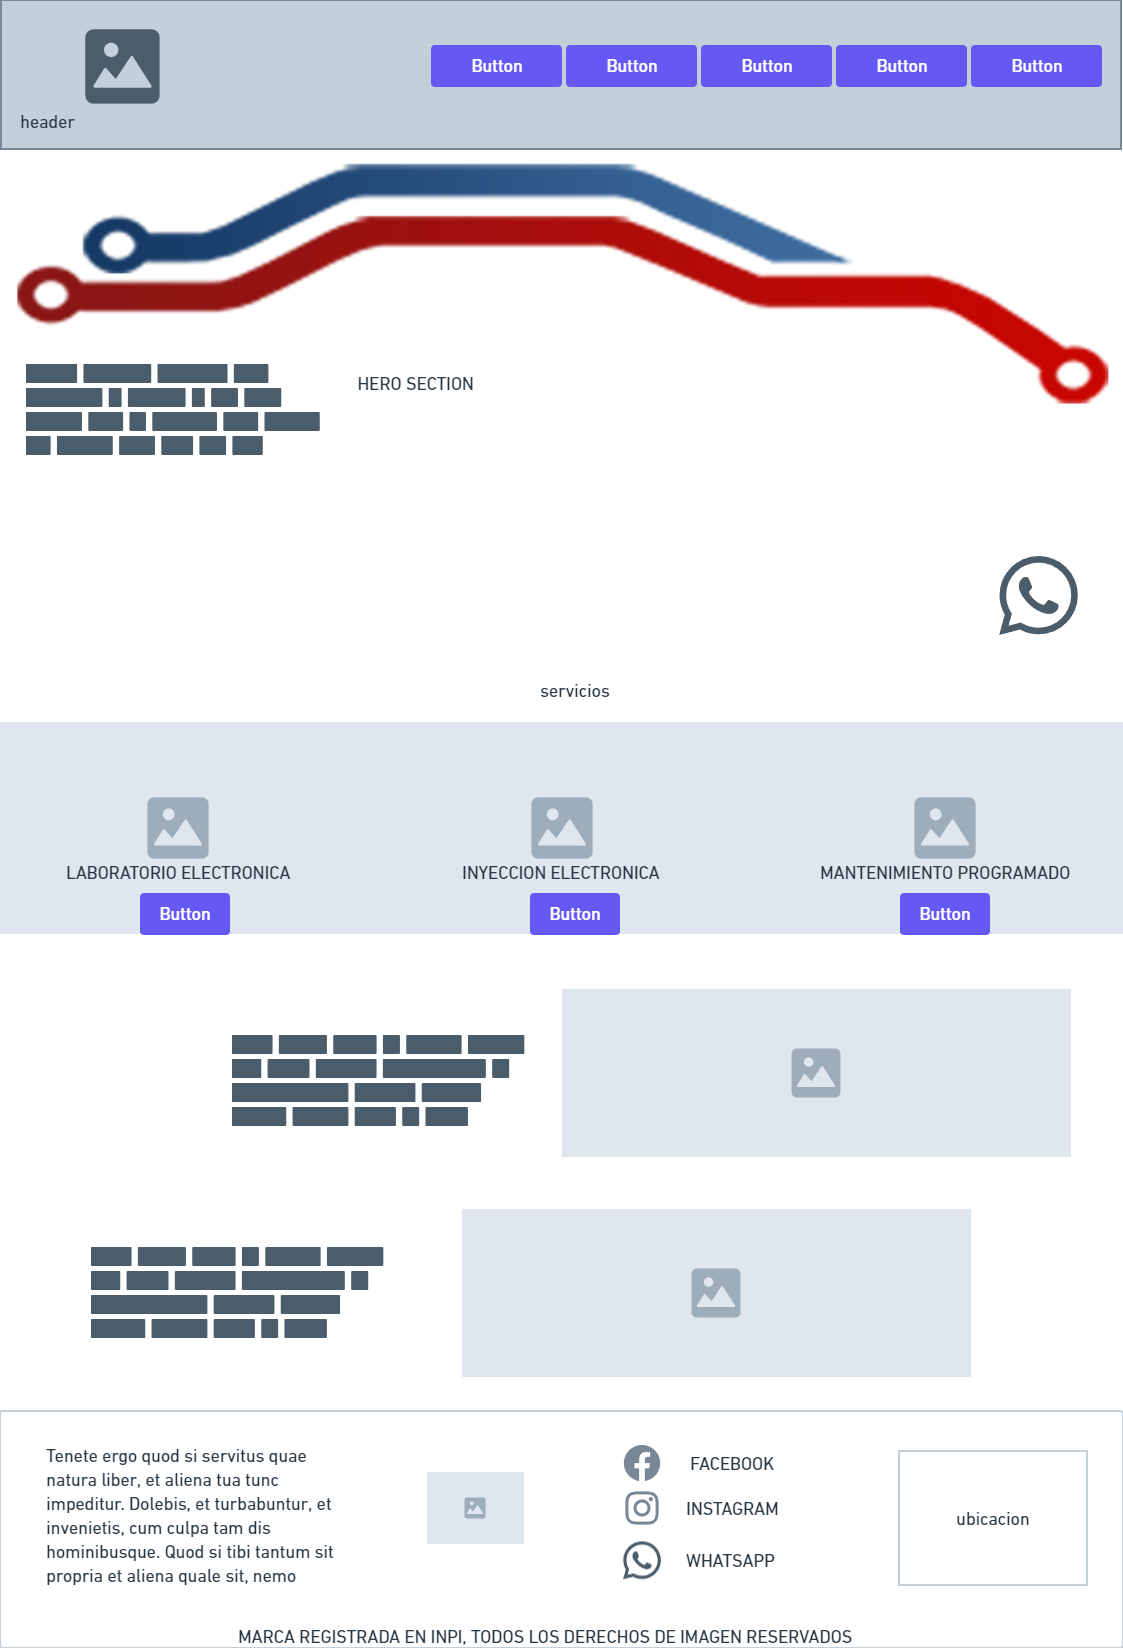 Button
Button
Button
Button
Button
header
HERO SECTION
servicios
LABORATORIO ELECTRONICA
INYECCION ELECTRONICA
MANTENIMIENTO PROGRAMADO
Button
Button
Button
Tenete ergo quod si servitus quae
natura liber, et aliena tua tunc
impeditur. Dolebis, et turbabuntur, et
invenietis, cum culpa tam dis
hominibusque. Quod si tibi tantum sit
propria et aliena quale sit, nemo
FACEBOOK
INSTAGRAM
WHATSAPP
ubicacion
MARCA REGISTRADA EN INPI, TODOS LOS DERECHOS DE IMAGEN RESERVADOS